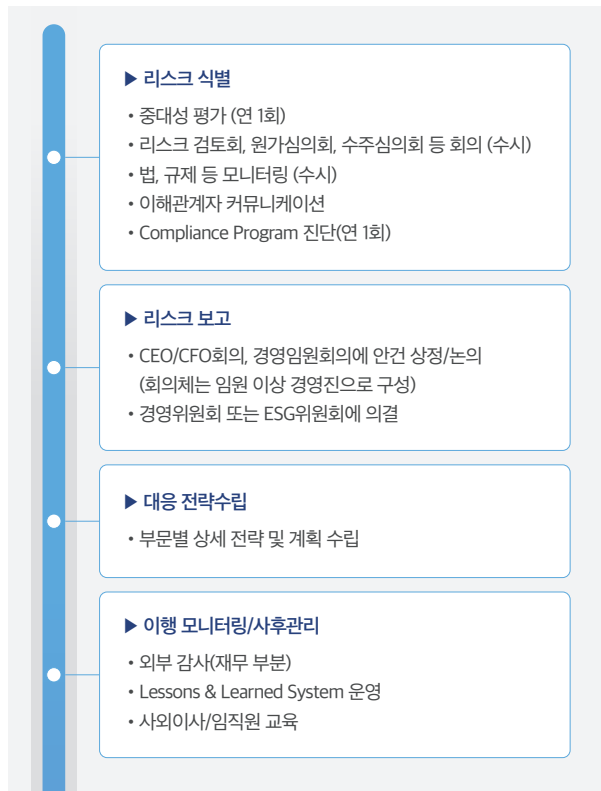 ▶ 리스크 식별
• 중대성 평가 (연 1회)
• 리스크 검토회, 원가심의회, 수주심의회 등 회의 (수시)
• 법, 규제 등 모니터링 (수시)
• 이해관계자 커뮤니케이션
• Compliance Program 진단(연 1회)
▶ 리스크 보고
• CEO/CFO회의, 경영임원회의에 안건 상정/논의
(회의체는 임원 이상 경영진으로 구성)
• 경영위원회 또는 ESG위원회에 의결
▶ 대응 전략수립
• 부문별 상세 전략 및 계획 수립
▶ 이행 모니터링/사후관리
• 외부 감사(재무 부분)
• Lessons & Learned System 운영
• 사외이사/임직원 교육